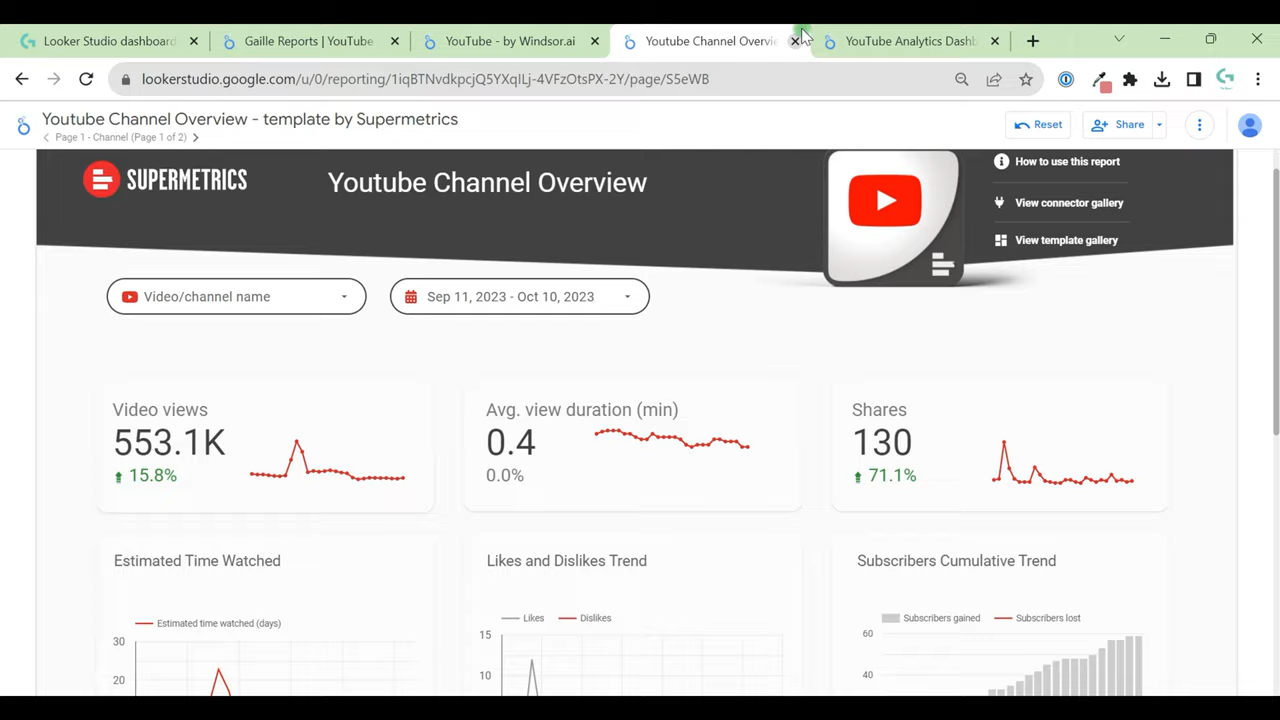 Looker Studio dashboard
Gaille Reports | YouTube
YouTube - by Windsor.ai
Youtube Channel Overvi
YouTube Analytics Dashb
lookerstudio.google.com/u/0/reporting/1iqBTNvdkpcjQ5YXqILj-4VFzOtsPX-2Y/page/S5eWB
Youtube Channel Overview - template by Supermetrics
Page 1 - Channel (Page 1 of 2)
Reset
Share
SUPERMETRICS
Youtube Channel Overview
How to use this report
View connector gallery
View template gallery
Video/channel name
Sep 11, 2023 - Oct 10, 2023
Video views
553.1K
15.8%
Avg. view duration (min)
0.4
0.0%
Shares
130
71.1%
Estimated Time Watched
Estimated time watched (days)
30
20
Likes and Dislikes Trend
Likes Dislikes
15
10
Subscribers Cumulative Trend
Subscribers gained Subscribers lost
60
40